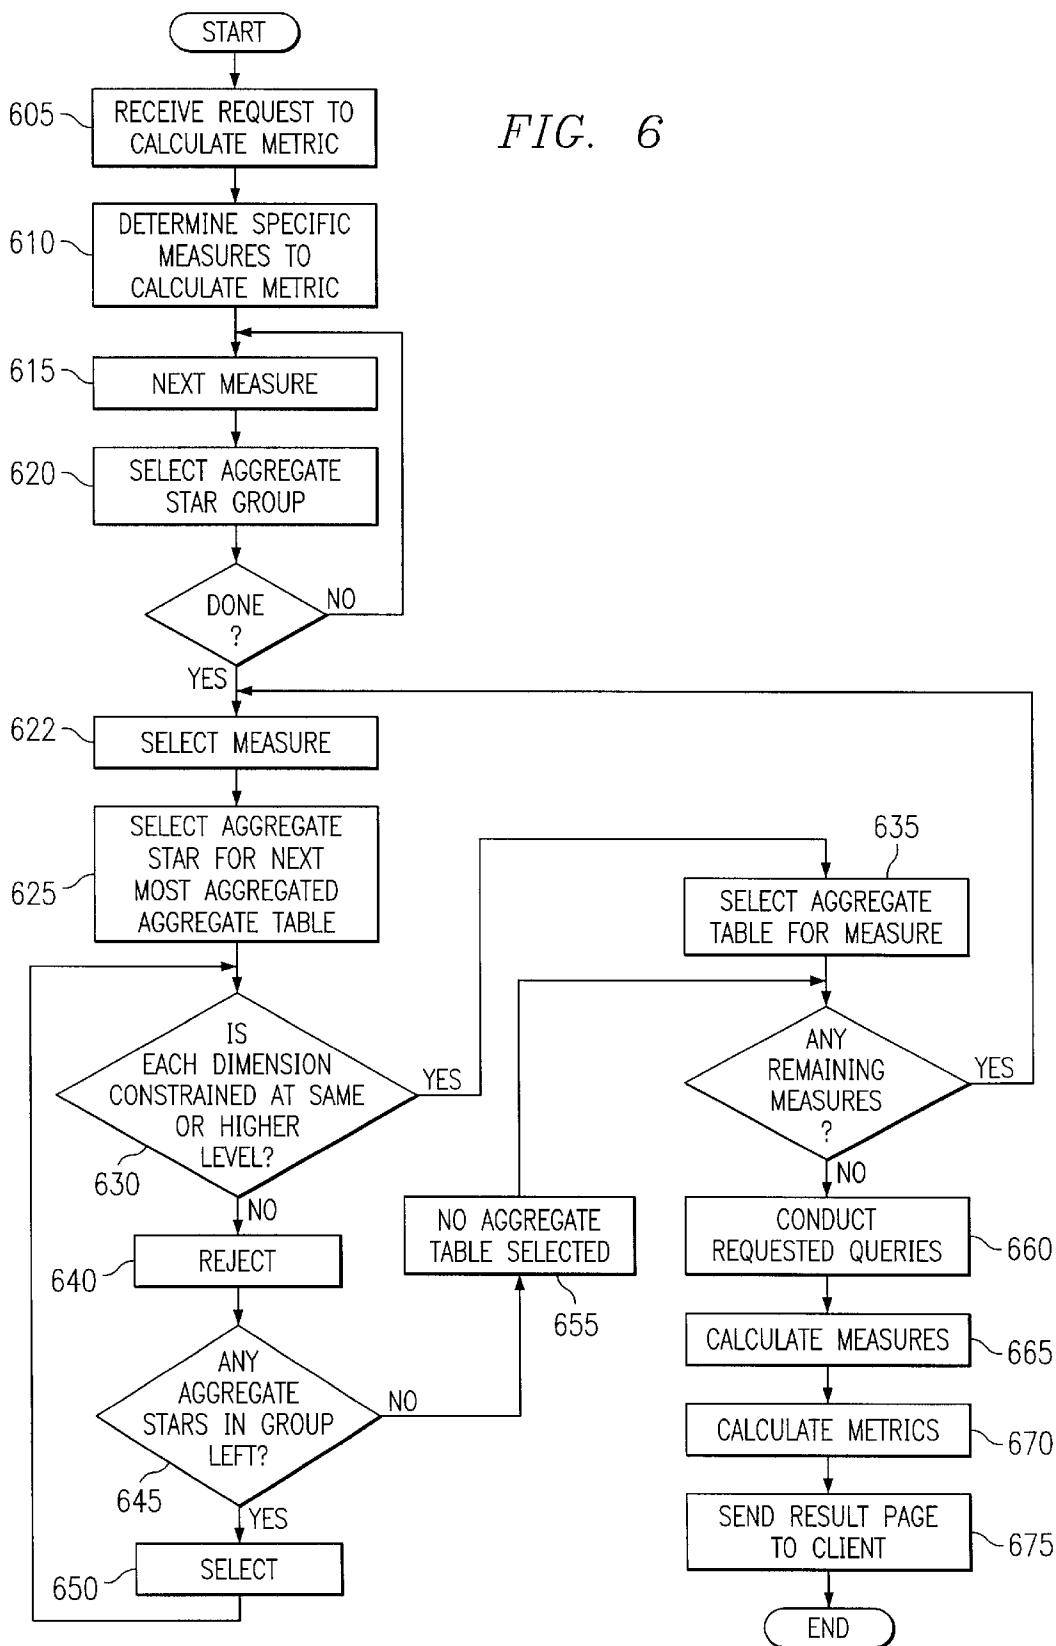 START
605
RECEIVE REQUEST TO
CALCULATE METRIC
FIG. 6
610
DETERMINE SPECIFIC
MEASURES TO
CALCULATE METRIC
615
NEXT MEASURE
620
SELECT AGGREGATE
STAR GROUP
DONE
?
NO
YES
622
SELECT MEASURE
625
SELECT AGGREGATE
STAR FOR NEXT
MOST AGGREGATED
AGGREGATE TABLE
635
SELECT AGGREGATE
TABLE FOR MEASURE
IS
EACH DIMENSION
CONSTRAINED AT SAME
OR HIGHER
LEVEL?
YES
630
NO
ANY
REMAINING
MEASURES
?
YES
NO
640
REJECT
NO AGGREGATE
TABLE SELECTED
655
CONDUCT
REQUESTED QUERIES
660
ANY
AGGREGATE
STARS IN GROUP
LEFT?
NO
645
YES
CALCULATE MEASURES
665
CALCULATE METRICS
670
650
SELECT
SEND RESULT PAGE
TO CLIENT
675
END